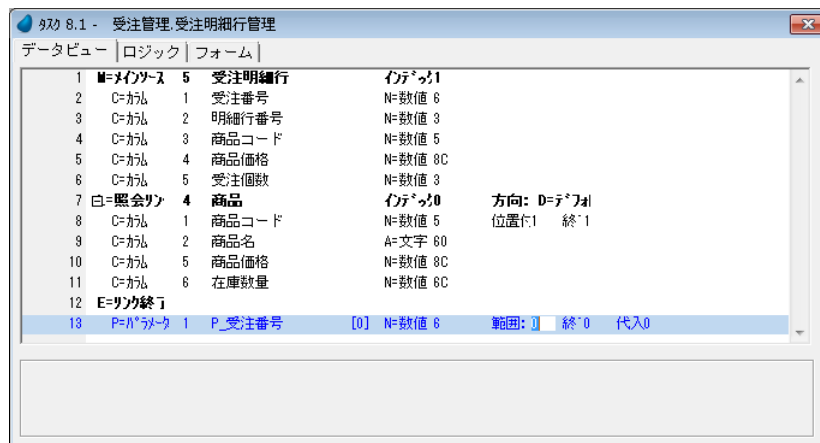 ﾀｽｸ 8.1 - 受注管理.受注明細行管理
データビュー ロジック フォーム
1 M=ﾒｲﾝｿｰｽ 5 受注明細行 ｲﾝﾃﾞｯｸ1
2 C=ｶﾗﾑ 1 受注番号 N=数値 6
3 C=ｶﾗﾑ 2 明細行番号 N=数値 3
4 C=ｶﾗﾑ 3 商品コード N=数値 5
5 C=ｶﾗﾑ 4 商品価格 N=数値 8C
6 C=ｶﾗﾑ 5 受注個数 N=数値 3
7 =照会ﾘﾝ 4 商品 ｲﾝﾃﾞｯｸ0 方向: D=ﾃﾞﾌｫ
8 C=ｶﾗﾑ 1 商品コード N=数値 5 位置付1 終1
9 C=ｶﾗﾑ 2 商品名 A=文字 60
10 C=ｶﾗﾑ 5 商品価格 N=数値 8C
11 C=ｶﾗﾑ 6 在庫数量 N=数値 6C
12 E=ﾘﾝｸ終了
13 P=ﾊﾟﾗﾒｰﾀ 1 P_受注番号 [0] N=数値 6 範囲: 0 終0 代入0